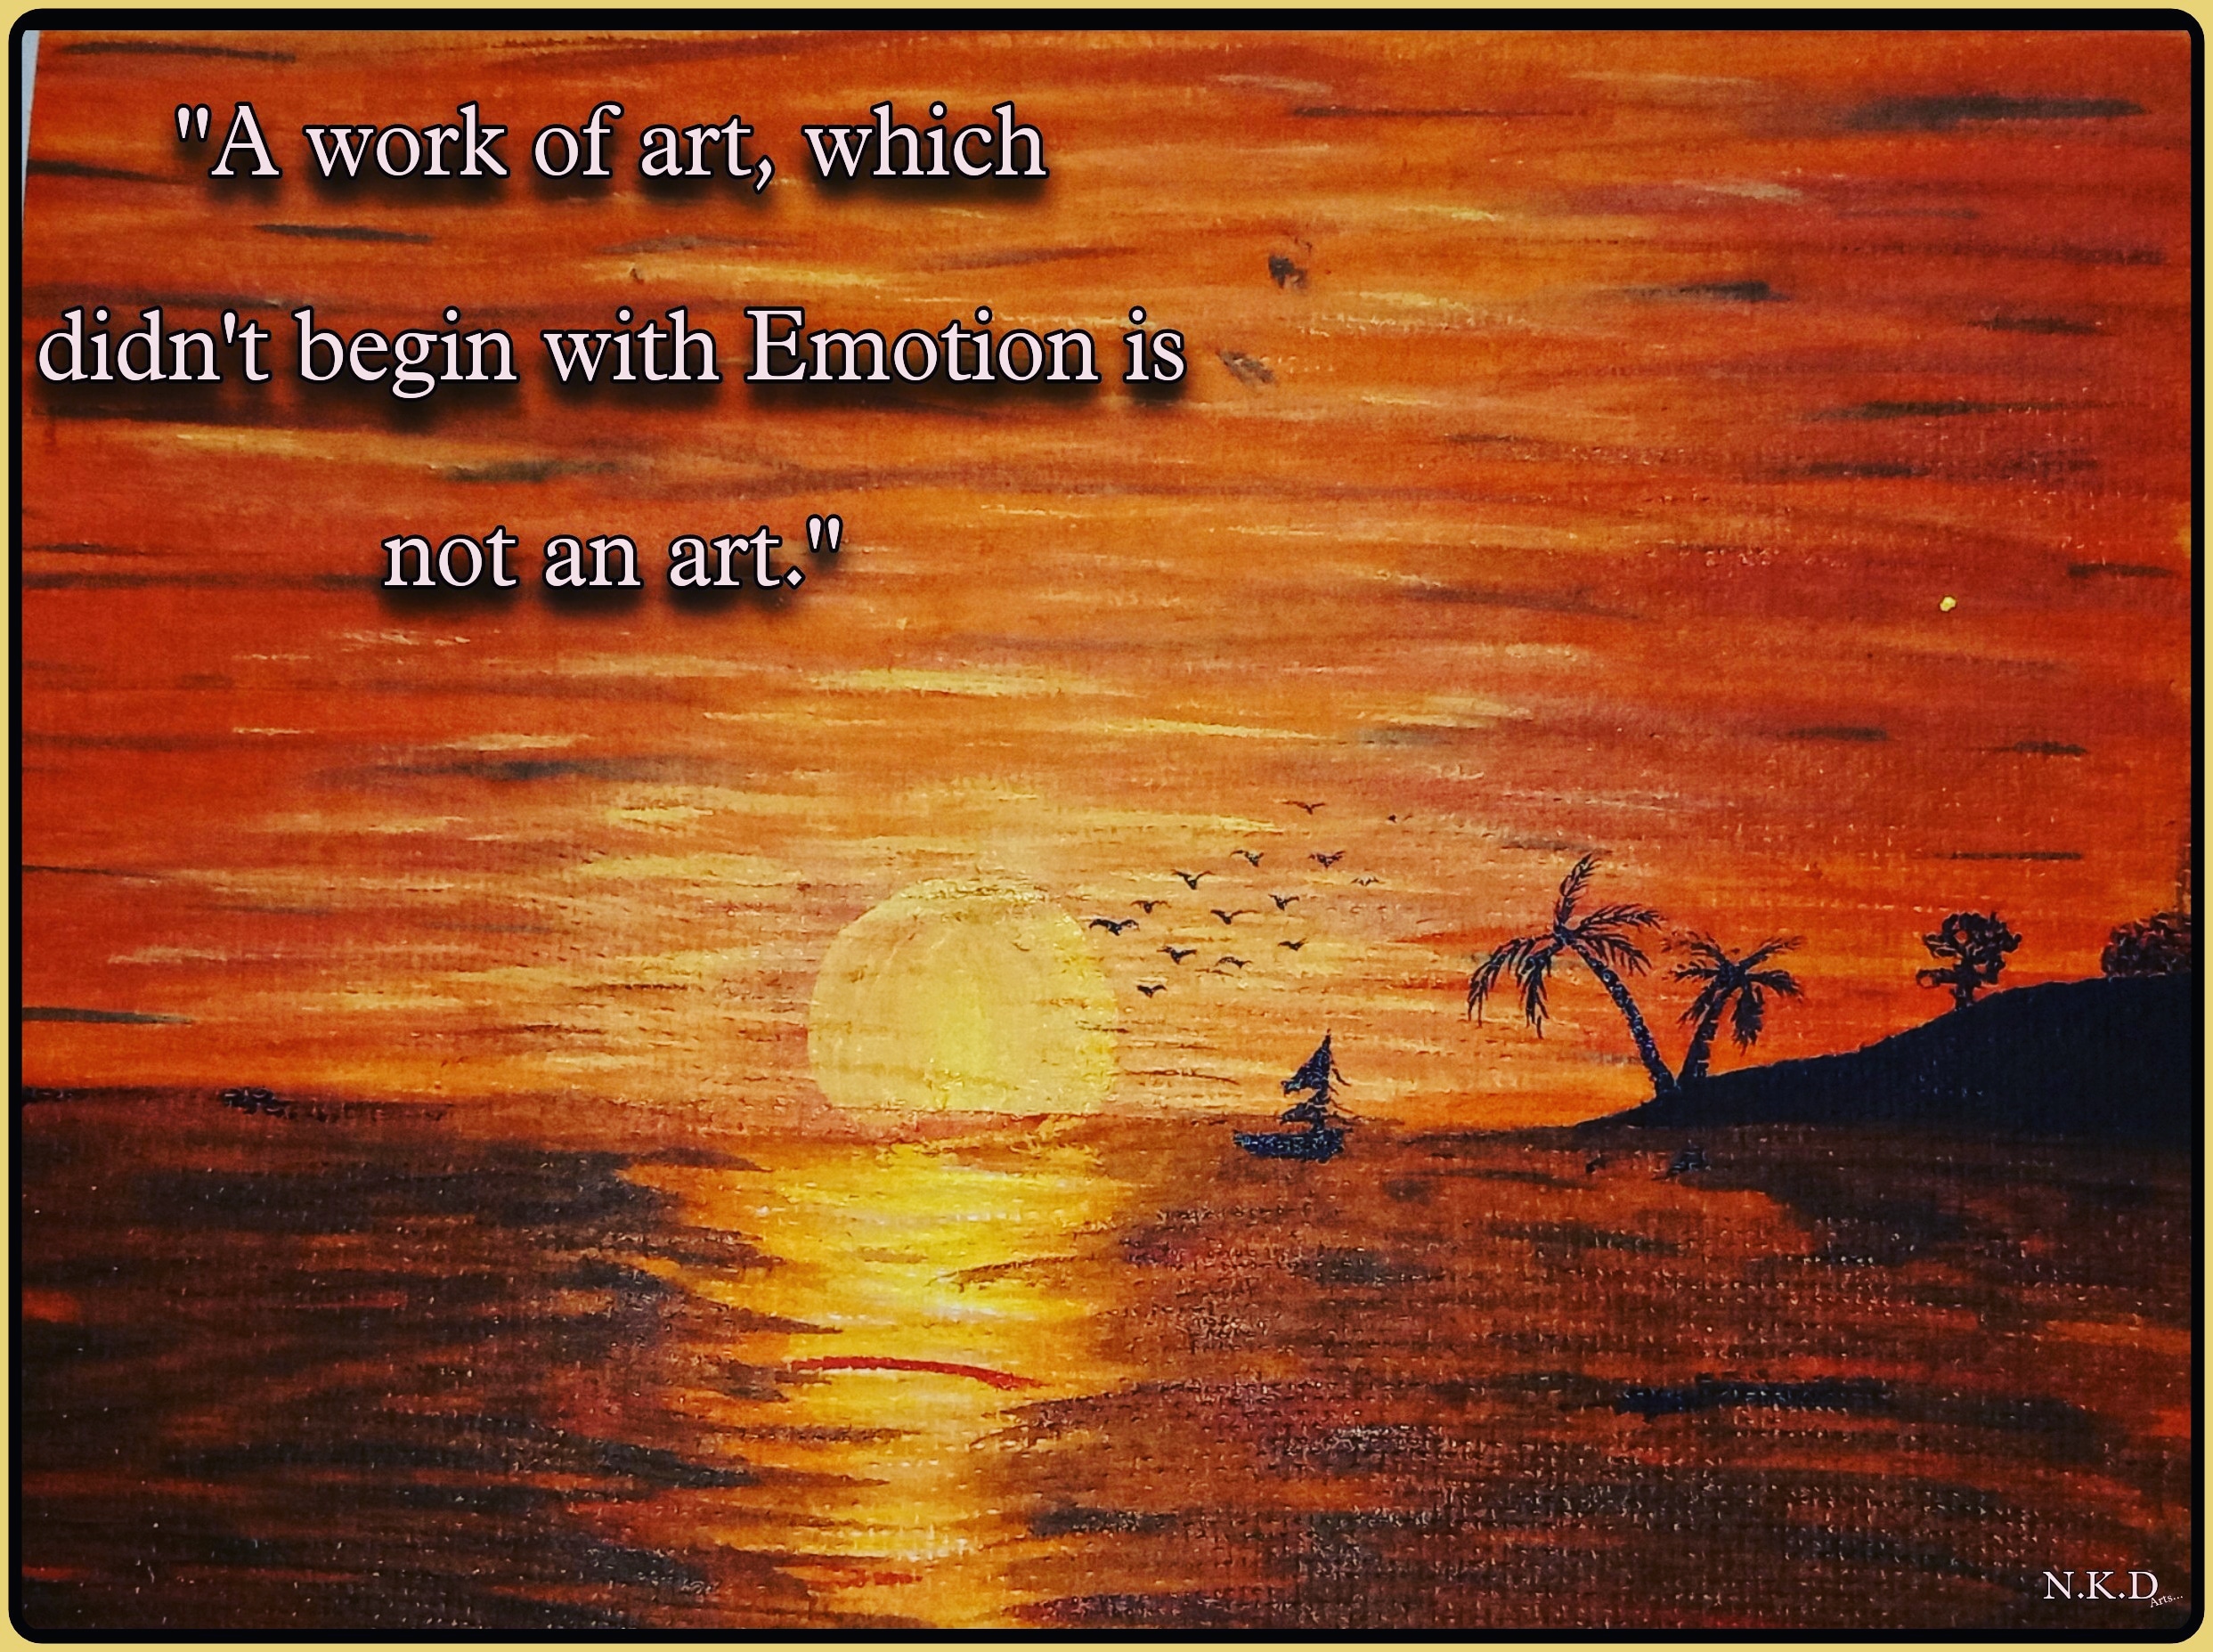 "A work of art, which
didn't begin with Emotion is
not an art."
N.K.D
Arts...